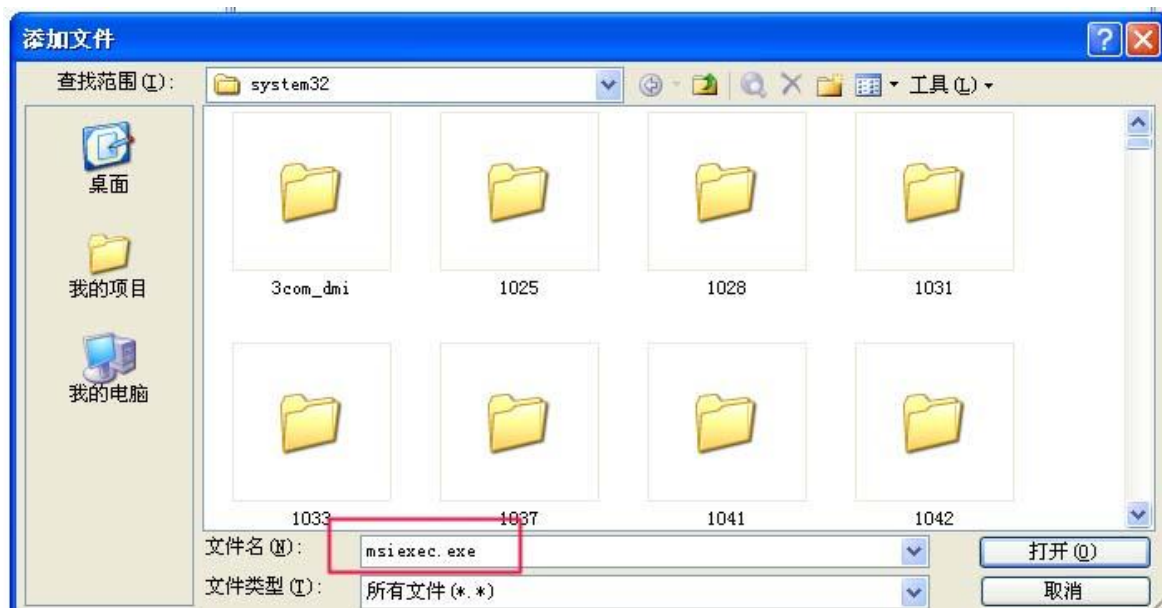 添加文件
查找范围(I):
system32
工具(L)
桌面
我的项目
我的电脑
3com_dmi
1025
1028
1031
1033
1037
1041
1042
文件名(N):
msiexec.exe
打开(O)
文件类型(T):
所有文件(*.*)
取消